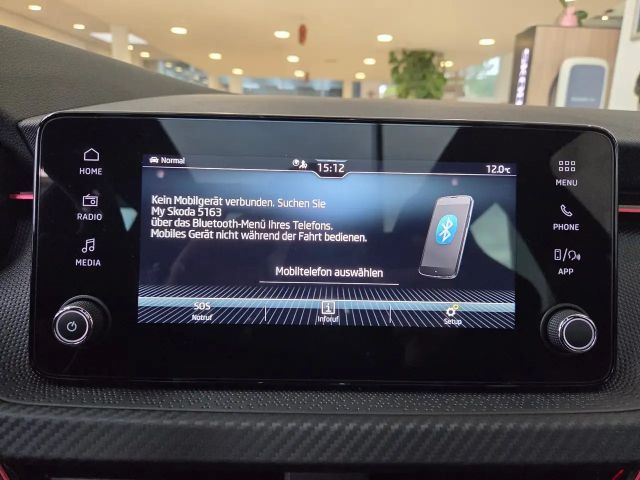 HOME
RADIO
MEDIA
Normal
15:12
12.0°C
Kein Mobilgerät verbunden. Suchen Sie
My Skoda 5163
über das Bluetooth-Menü Ihres Telefons.
Mobiles Gerät nicht während der Fahrt bedienen.
Mobiltelefon auswählen
SOS
Notruf
Inforuf
Setup
MENU
PHONE
APP